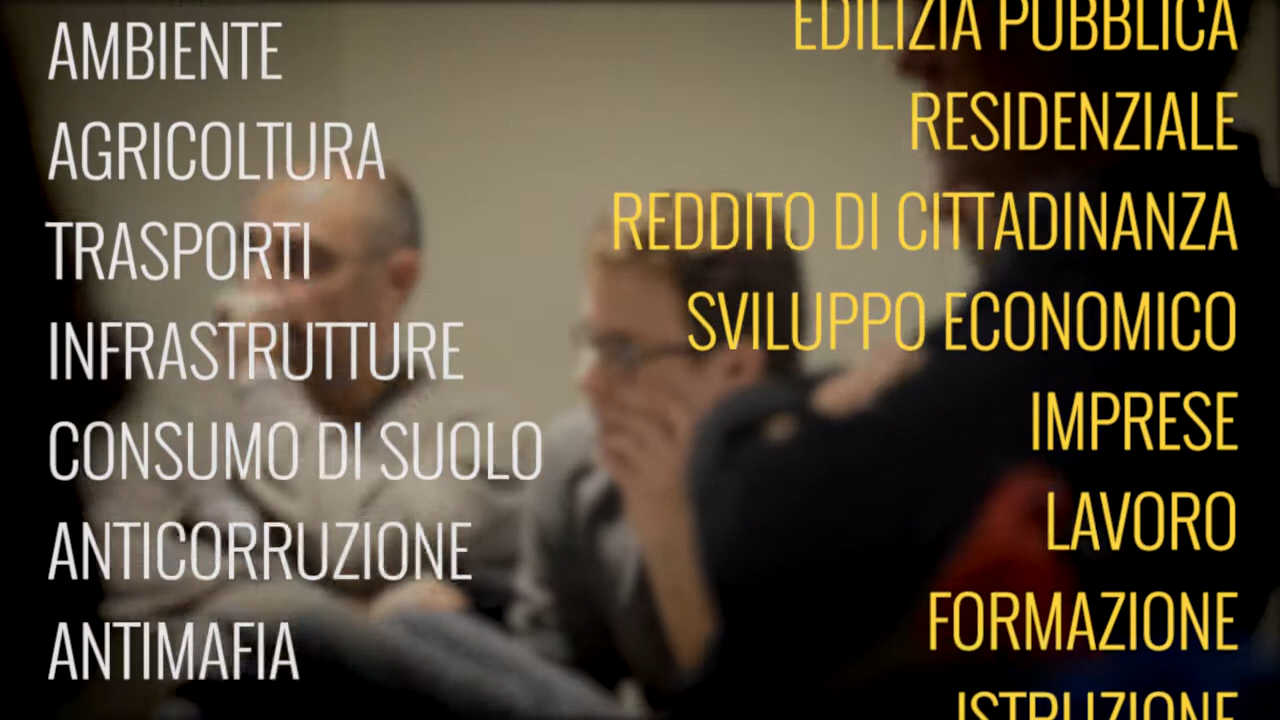 AMBIENTE
AGRICOLTURA
TRASPORTI
INFRASTRUTTURE
CONSUMO DI SUOLO
ANTICORRUZIONE
ANTIMAFIA
EDILIZIA PUBBLICA
RESIDENZIALE
REDDITO DI CITTADINANZA
SVILUPPO ECONOMICO
IMPRESE
LAVORO
FORMAZIONE
ISTRUZIONE